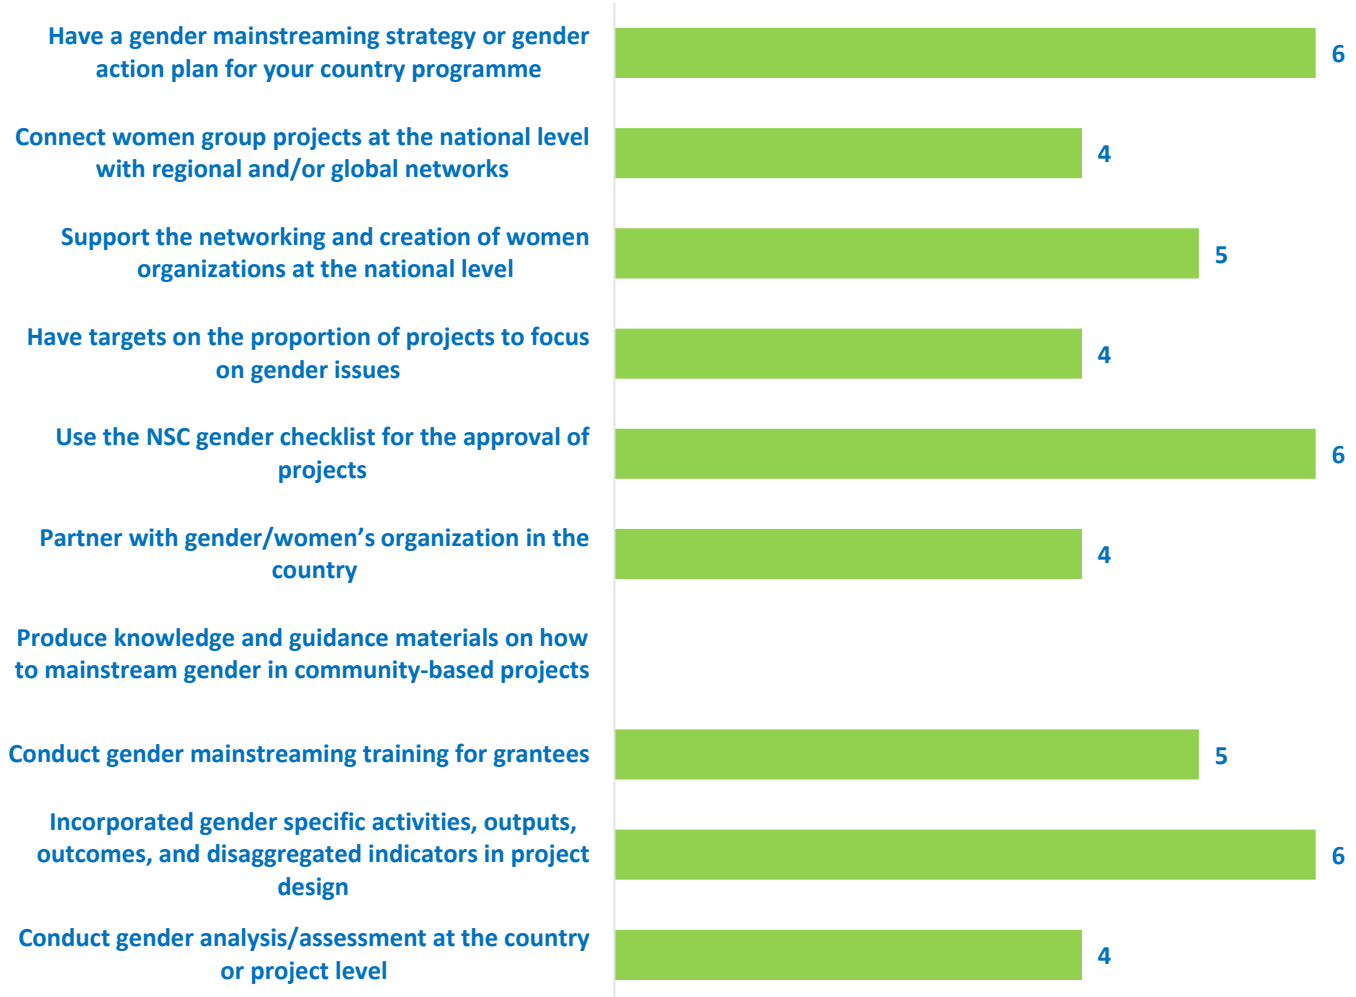 Have a gender mainstreaming strategy or gender
action plan for your country programme
6
Connect women group projects at the national level
with regional and/or global networks
4
Support the networking and creation of women
organizations at the national level
5
Have targets on the proportion of projects to focus
on gender issues
4
Use the NSC gender checklist for the approval of
projects
6
Partner with gender/women’s organization in the
country
4
Produce knowledge and guidance materials on how
to mainstream gender in community-based projects
Conduct gender mainstreaming training for grantees
5
Incorporated gender specific activities, outputs,
outcomes, and disaggregated indicators in project
design
6
Conduct gender analysis/assessment at the country
or project level
4